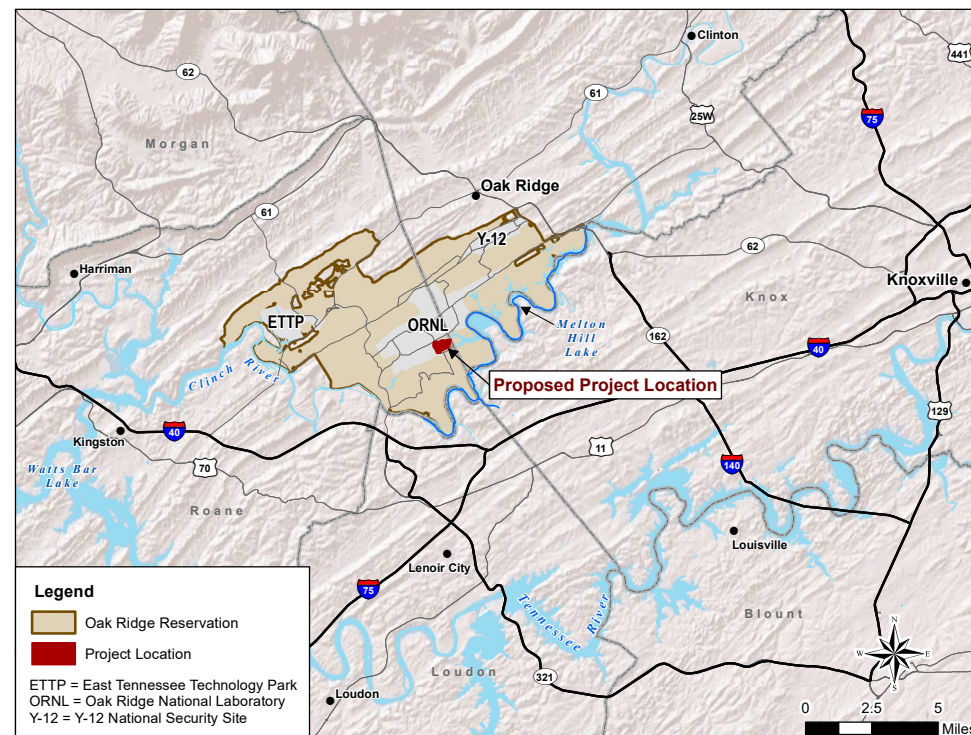 Clinton
441
62
61
25W
75
Morgan
Oak Ridge
61
Y-12
62
Harriman
Knoxville
Knox
ETTP
ORNL
Melton
Hill
Lake
162
40
Clinch River
Proposed Project Location
129
Kingston
40
11
140
Watts Bar
Lake
70
Roane
Louisville
Lenoir City
75
Tennessee River
Blount
Loudon
321
Loudon
Legend
Oak Ridge Reservation
Project Location
ETTP = East Tennessee Technology Park
ORNL = Oak Ridge National Laboratory
Y-12 = Y-12 National Security Site
N
W E
S
0 2.5 5
Miles